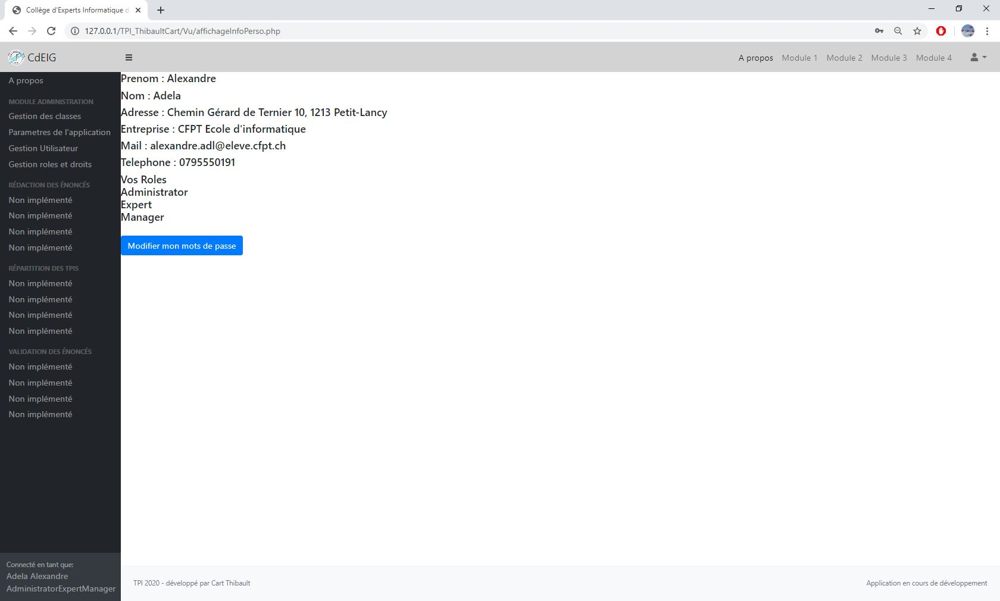 Collège d'Experts Informatique d
127.0.0.1/TPI_ThibaultCart/Vu/affichageInfoPerso.php
CdEIG
A propos Module 1 Module 2 Module 3 Module 4
A propos
MODULE ADMINISTRATION
Gestion des classes
Parametres de l'application
Gestion Utilisateur
Gestion roles et droits
RÉDACTION DES ÉNONCÉS
Non implémenté
Non implémenté
Non implémenté
Non implémenté
RÉPARTITION DES TPIS
Non implémenté
Non implémenté
Non implémenté
Non implémenté
VALIDATION DES ÉNONCÉS
Non implémenté
Non implémenté
Non implémenté
Non implémenté
Connecté en tant que:
Adela Alexandre
AdministratorExpertManager
Prenom : Alexandre
Nom : Adela
Adresse : Chemin Gérard de Ternier 10, 1213 Petit-Lancy
Entreprise : CFPT Ecole d'informatique
Mail : alexandre.adl@eleve.cfpt.ch
Telephone : 0795550191
Vos Roles
Administrator
Expert
Manager
Modifier mon mots de passe
TPI 2020 - développé par Cart Thibault
Application en cours de développement